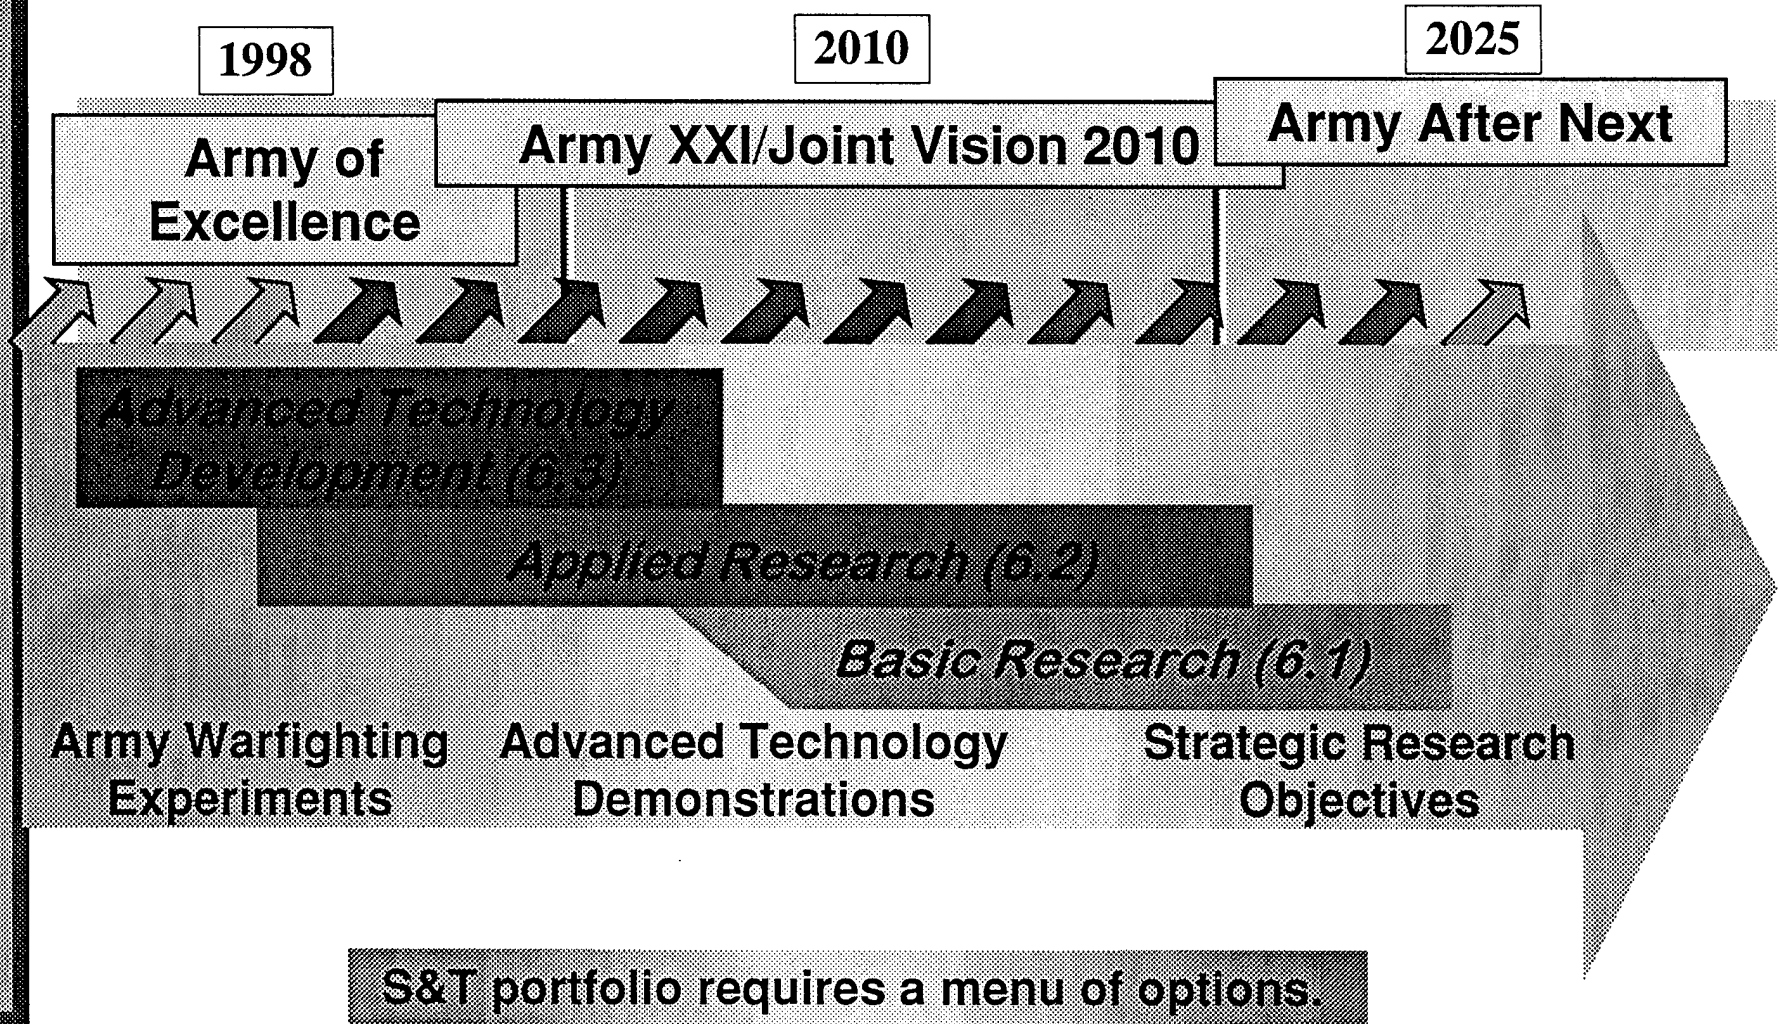 1998
2010
2025
Army of
Excellence
Army XXI/Joint Vision 2010
Army After Next
Advanced Technology
Development (6.3)
Applied Research (6.2)
Basic Research (6.1)
Army Warfighting
Experiments
Advanced Technology
Demonstrations
Strategic Research
Objectives
S&T portfolio requires a menu of options.